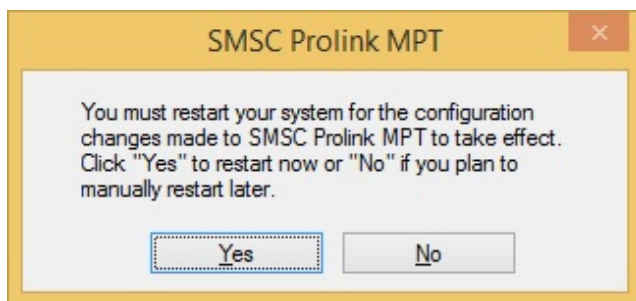 SMSC Prolink MPT
You must restart your system for the configuration
changes made to SMSC Prolink MPT to take effect.
Click "Yes" to restart now or "No" if you plan to
manually restart later.
Yes
No